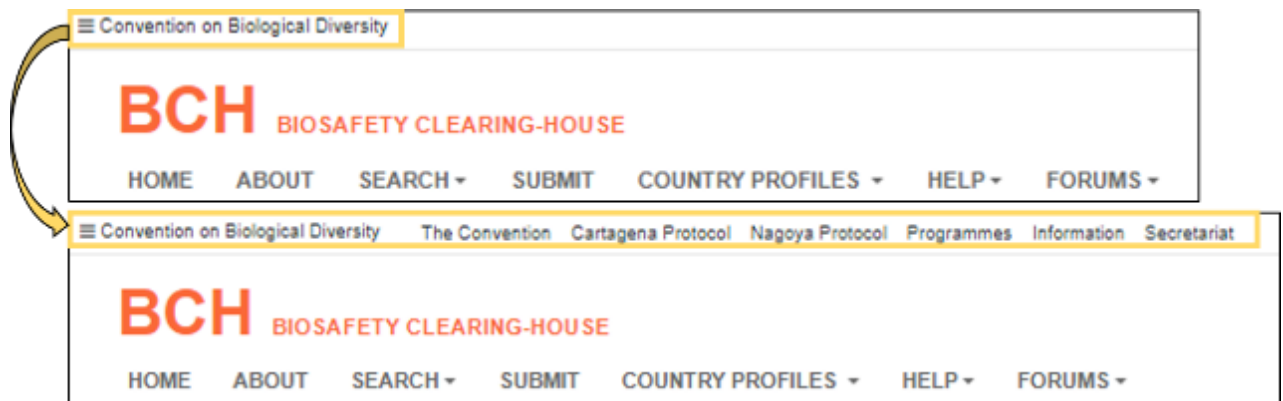 ≡ Convention on Biological Diversity
BCH BIOSAFETY CLEARING-HOUSE
HOME ABOUT SEARCH SUBMIT COUNTRY PROFILES HELP FORUMS
≡ Convention on Biological Diversity The Convention Cartagena Protocol Nagoya Protocol Programmes Information Secretariat
BCH BIOSAFETY CLEARING-HOUSE
HOME ABOUT SEARCH SUBMIT COUNTRY PROFILES HELP FORUMS